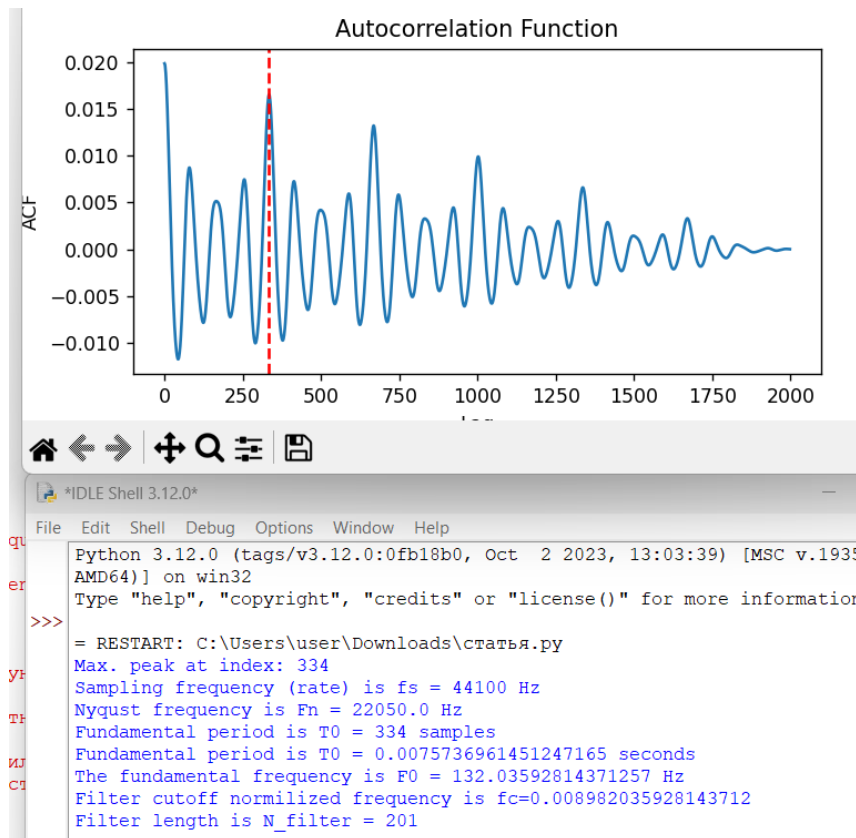 Autocorrelation Function
0.020
0.015
0.010
0.005
0.000
−0.005
−0.010
ACF
0 250 500 750 1000 1250 1500 1750 2000
*IDLE Shell 3.12.0*
File Edit Shell Debug Options Window Help
Python 3.12.0 (tags/v3.12.0:0fb18b0, Oct  2 2023, 13:03:39) [MSC v.1935
AMD64)] on win32
Type "help", "copyright", "credits" or "license()" for more information
>>>
= RESTART: C:\Users\user\Downloads\статья.py
Max. peak at index: 334
Sampling frequency (rate) is fs = 44100 Hz
Nyqust frequency is Fn = 22050.0 Hz
Fundamental period is T0 = 334 samples
Fundamental period is T0 = 0.0075736961451247165 seconds
The fundamental frequency is F0 = 132.03592814371257 Hz
Filter cutoff normilized frequency is fc=0.008982035928143712
Filter length is N_filter = 201